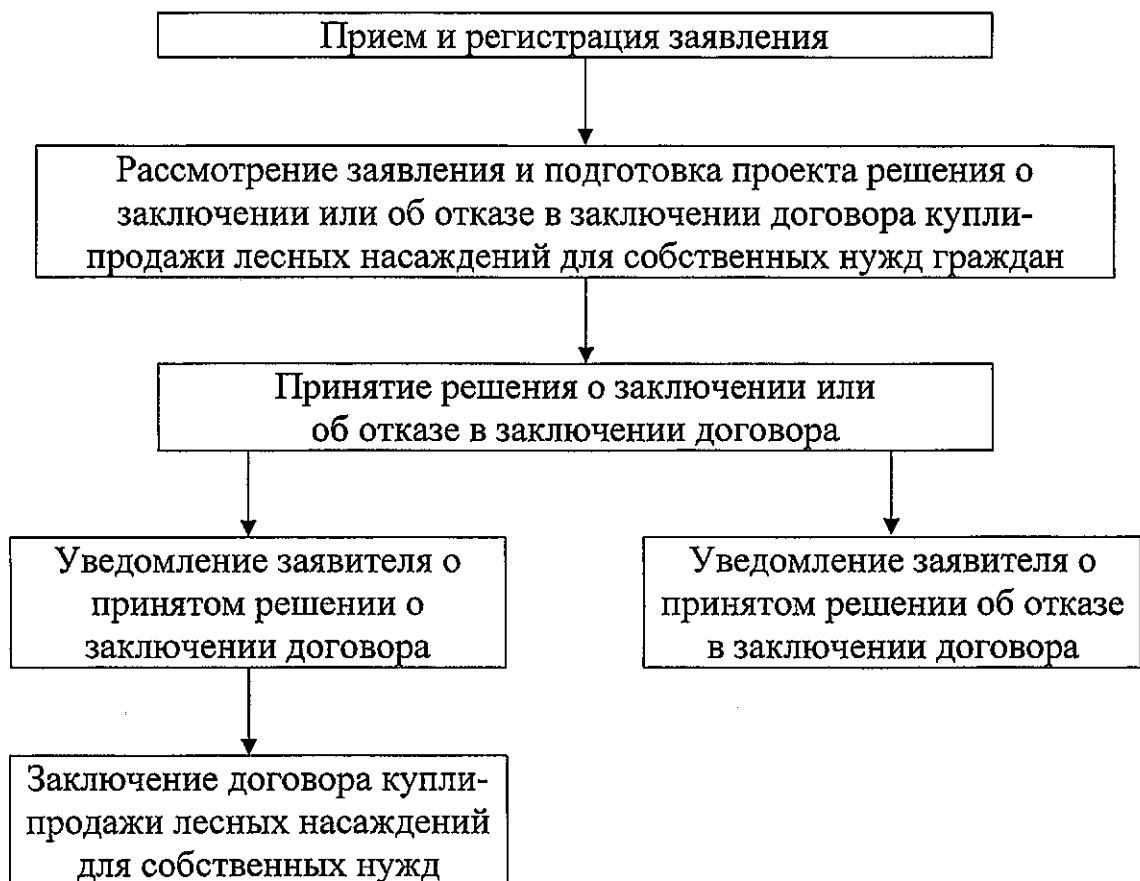 Прием и регистрация заявления
Рассмотрение заявления и подготовка проекта решения о
заключении или об отказе в заключении договора купли-
продажи лесных насаждений для собственных нужд граждан
Принятие решения о заключении или
об отказе в заключении договора
Уведомление заявителя о
принятом решении о
заключении договора
Уведомление заявителя о
принятом решении об отказе
в заключении договора
Заключение договора купли-
продажи лесных насаждений
для собственных нужд